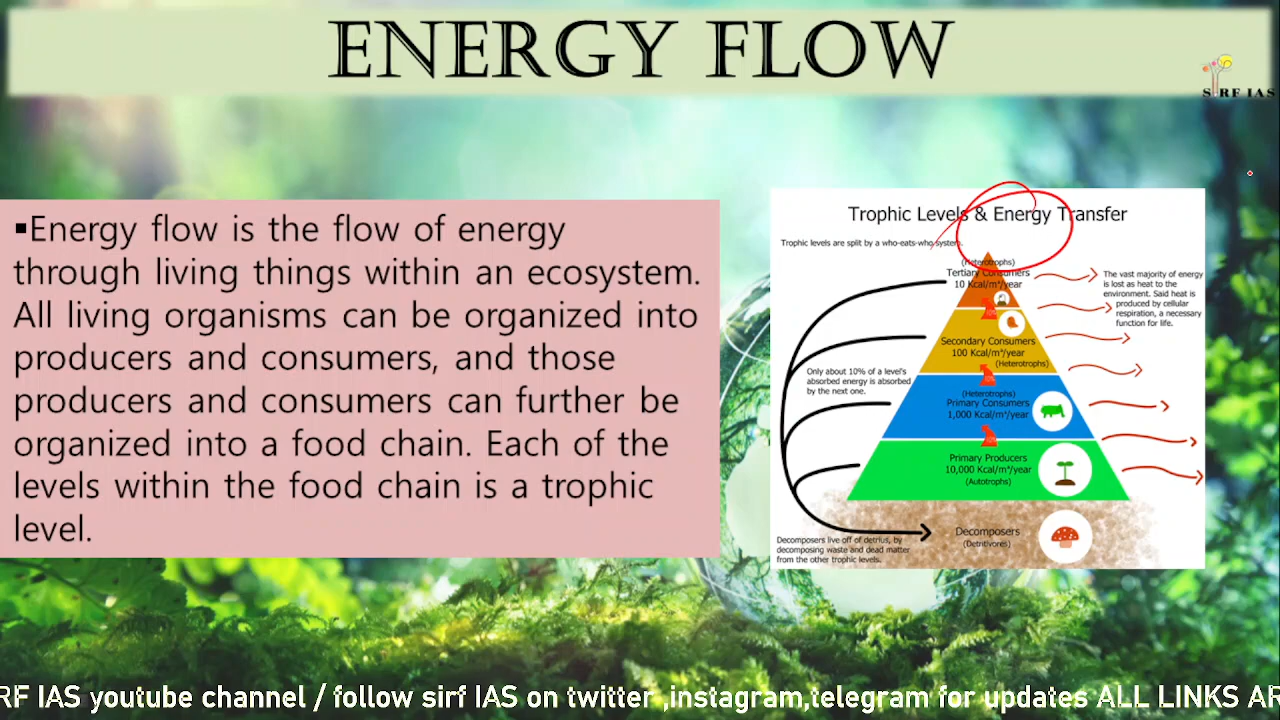 ENERGY FLOW
SIRF IAS
▪Energy flow is the flow of energy
through living things within an ecosystem.
All living organisms can be organized into
producers and consumers, and those
producers and consumers can further be
organized into a food chain. Each of the
levels within the food chain is a trophic
level.
Trophic Levels & Energy Transfer
Trophic levels are split by a who-eats-who system.
(Heterotrophs)
Tertiary Consumers
10 Kcal/m²/year
The vast majority of energy
is lost as heat to the
environment. Said heat is
produced by cellular
respiration, a necessary
function for life.
Secondary Consumers
100 Kcal/m²/year
(Heterotrophs)
Only about 10% of a level's
absorbed energy is absorbed
by the next one.
(Heterotrophs)
Primary Consumers
1,000 Kcal/m²/year
Primary Producers
10,000 Kcal/m²/year
(Autotrophs)
Decomposers
(Detritivores)
Decomposers live off of detrius, by
decomposing waste and dead matter
from the other trophic levels.
RF IAS youtube channel / follow sirf IAS on twitter ,instagram,telegram for updates ALL LINKS AR